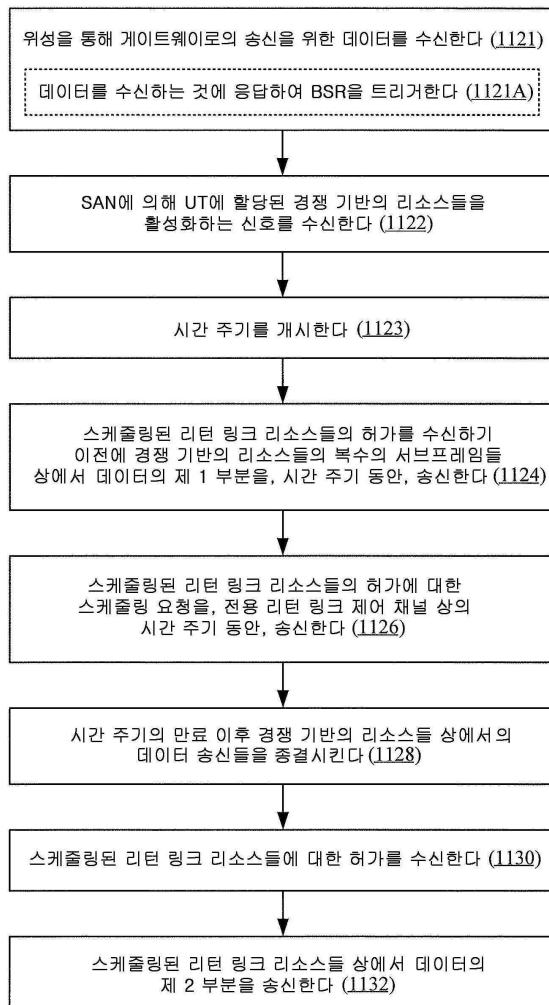 위성을 통해 게이트웨이로의 송신을 위한 데이터를 수신한다 (1121)
데이터를 수신하는 것에 응답하여 BSR을 트리거한다 (1121A)
SAN에 의해 UT에 할당된 경쟁 기반의 리소스들을
활성화하는 신호를 수신한다 (1122)
시간 주기를 개시한다 (1123)
스케줄링된 리턴 링크 리소스들의 허가를 수신하기
이전에 경쟁 기반의 리소스들의 복수의 서브프레임들
상에서 데이터의 제 1 부분을, 시간 주기 동안, 송신한다 (1124)
스케줄링된 리턴 링크 리소스들의 허가에 대한
스케줄링 요청을, 전용 리턴 링크 제어 채널 상의
시간 주기 동안, 송신한다 (1126)
시간 주기의 만료 이후 경쟁 기반의 리소스들 상에서의
데이터 송신들을 종결시킨다 (1128)
스케줄링된 리턴 링크 리소스들에 대한 허가를 수신한다 (1130)
스케줄링된 리턴 링크 리소스들 상에서 데이터의
제 2 부분을 송신한다 (1132)